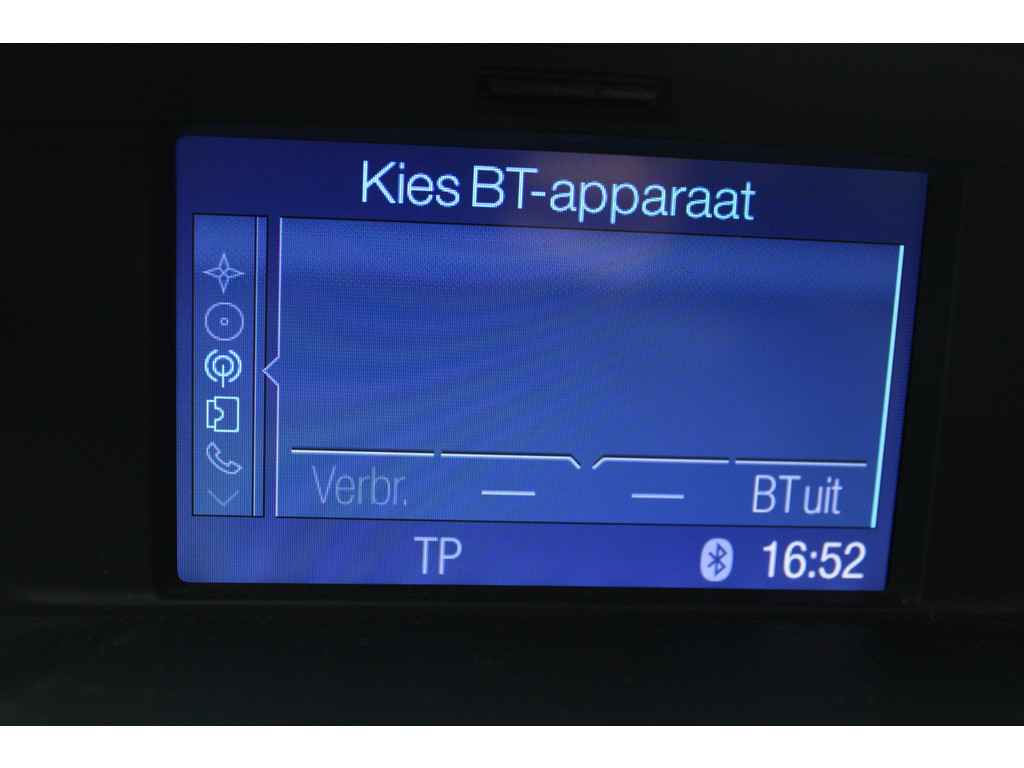 Kies BT-apparaat
Verbr. BT uit
TP 16:52